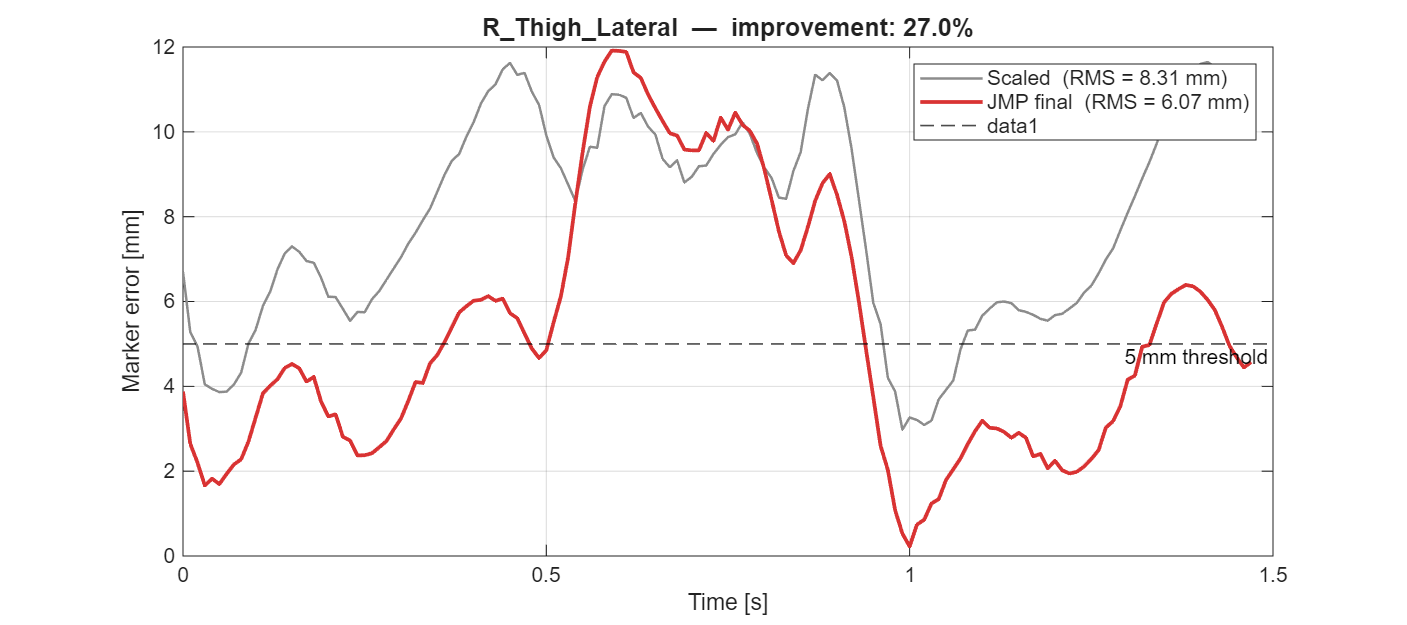 R_Thigh_Lateral — improvement: 27.0%
12
10
8
6
4
2
0
Marker error [mm]
Scaled (RMS = 8.31 mm)
JMP final (RMS = 6.07 mm)
data1
5 mm threshold
0
0.5
1
1.5
Time [s]